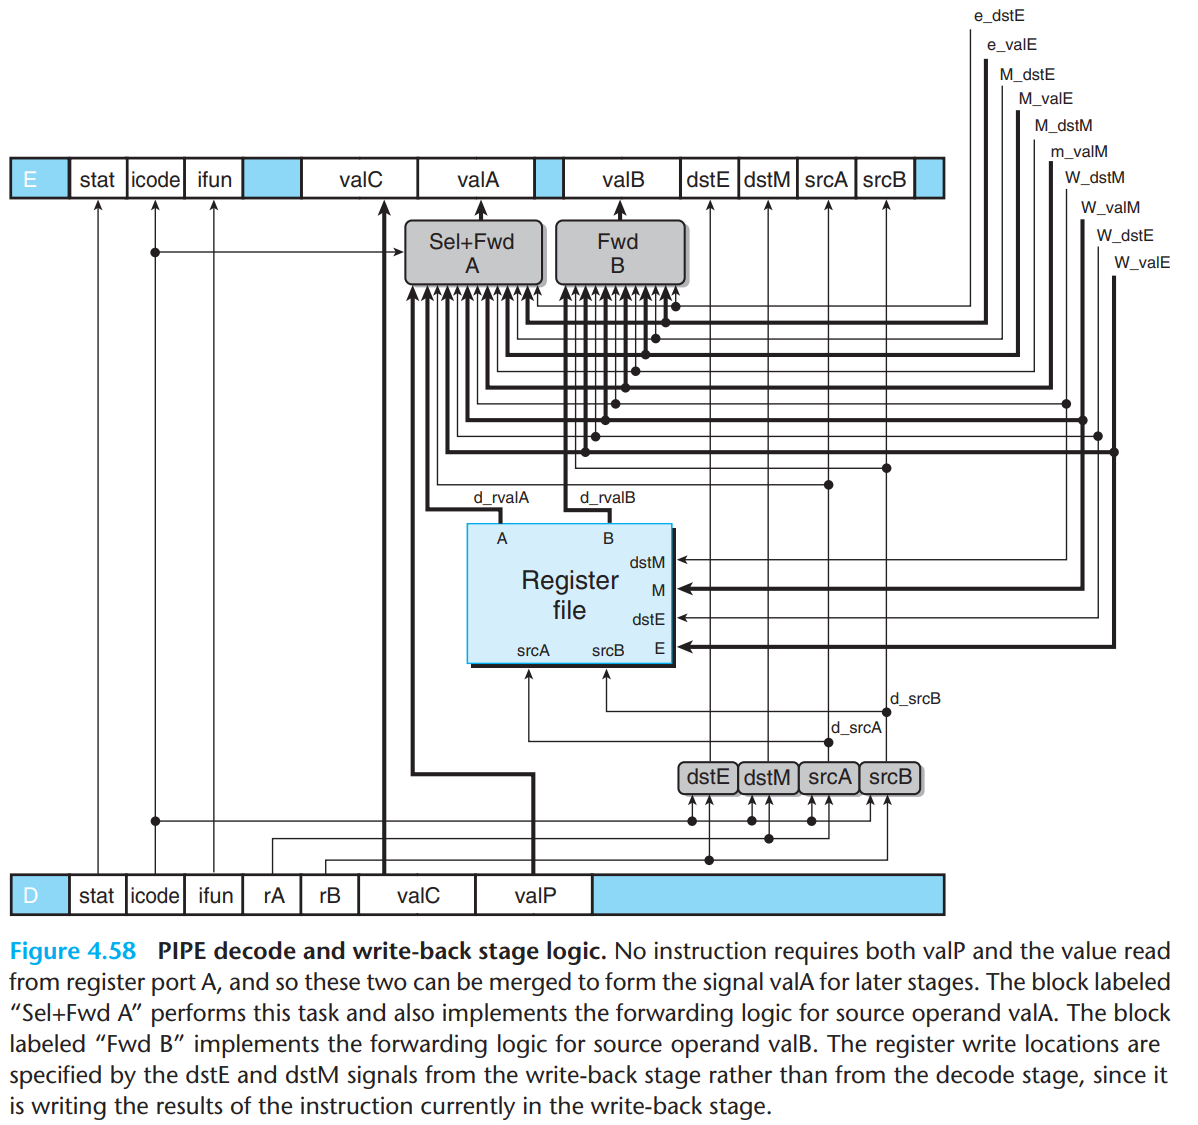 e_dstE
e_valE
M_dstE
M_valE
M_dstM
m_valM
W_dstM
W_valM
W_dstE
W_valE
E stat icode ifun valC valA valB dstE dstM srcA srcB
Sel+Fwd
A
Fwd
B
d_rvalA d_rvalB
A B
dstM
Register
file
M
dstE
srcA srcB E
d_srcB
d_srcA
dstE dstM srcA srcB
D stat icode ifun rA rB valC valP
Figure 4.58 PIPE decode and write-back stage logic. No instruction requires both valP and the value read
from register port A, and so these two can be merged to form the signal valA for later stages. The block labeled
“Sel+Fwd A” performs this task and also implements the forwarding logic for source operand valA. The block
labeled “Fwd B” implements the forwarding logic for source operand valB. The register write locations are
specified by the dstE and dstM signals from the write-back stage rather than from the decode stage, since it
is writing the results of the instruction currently in the write-back stage.